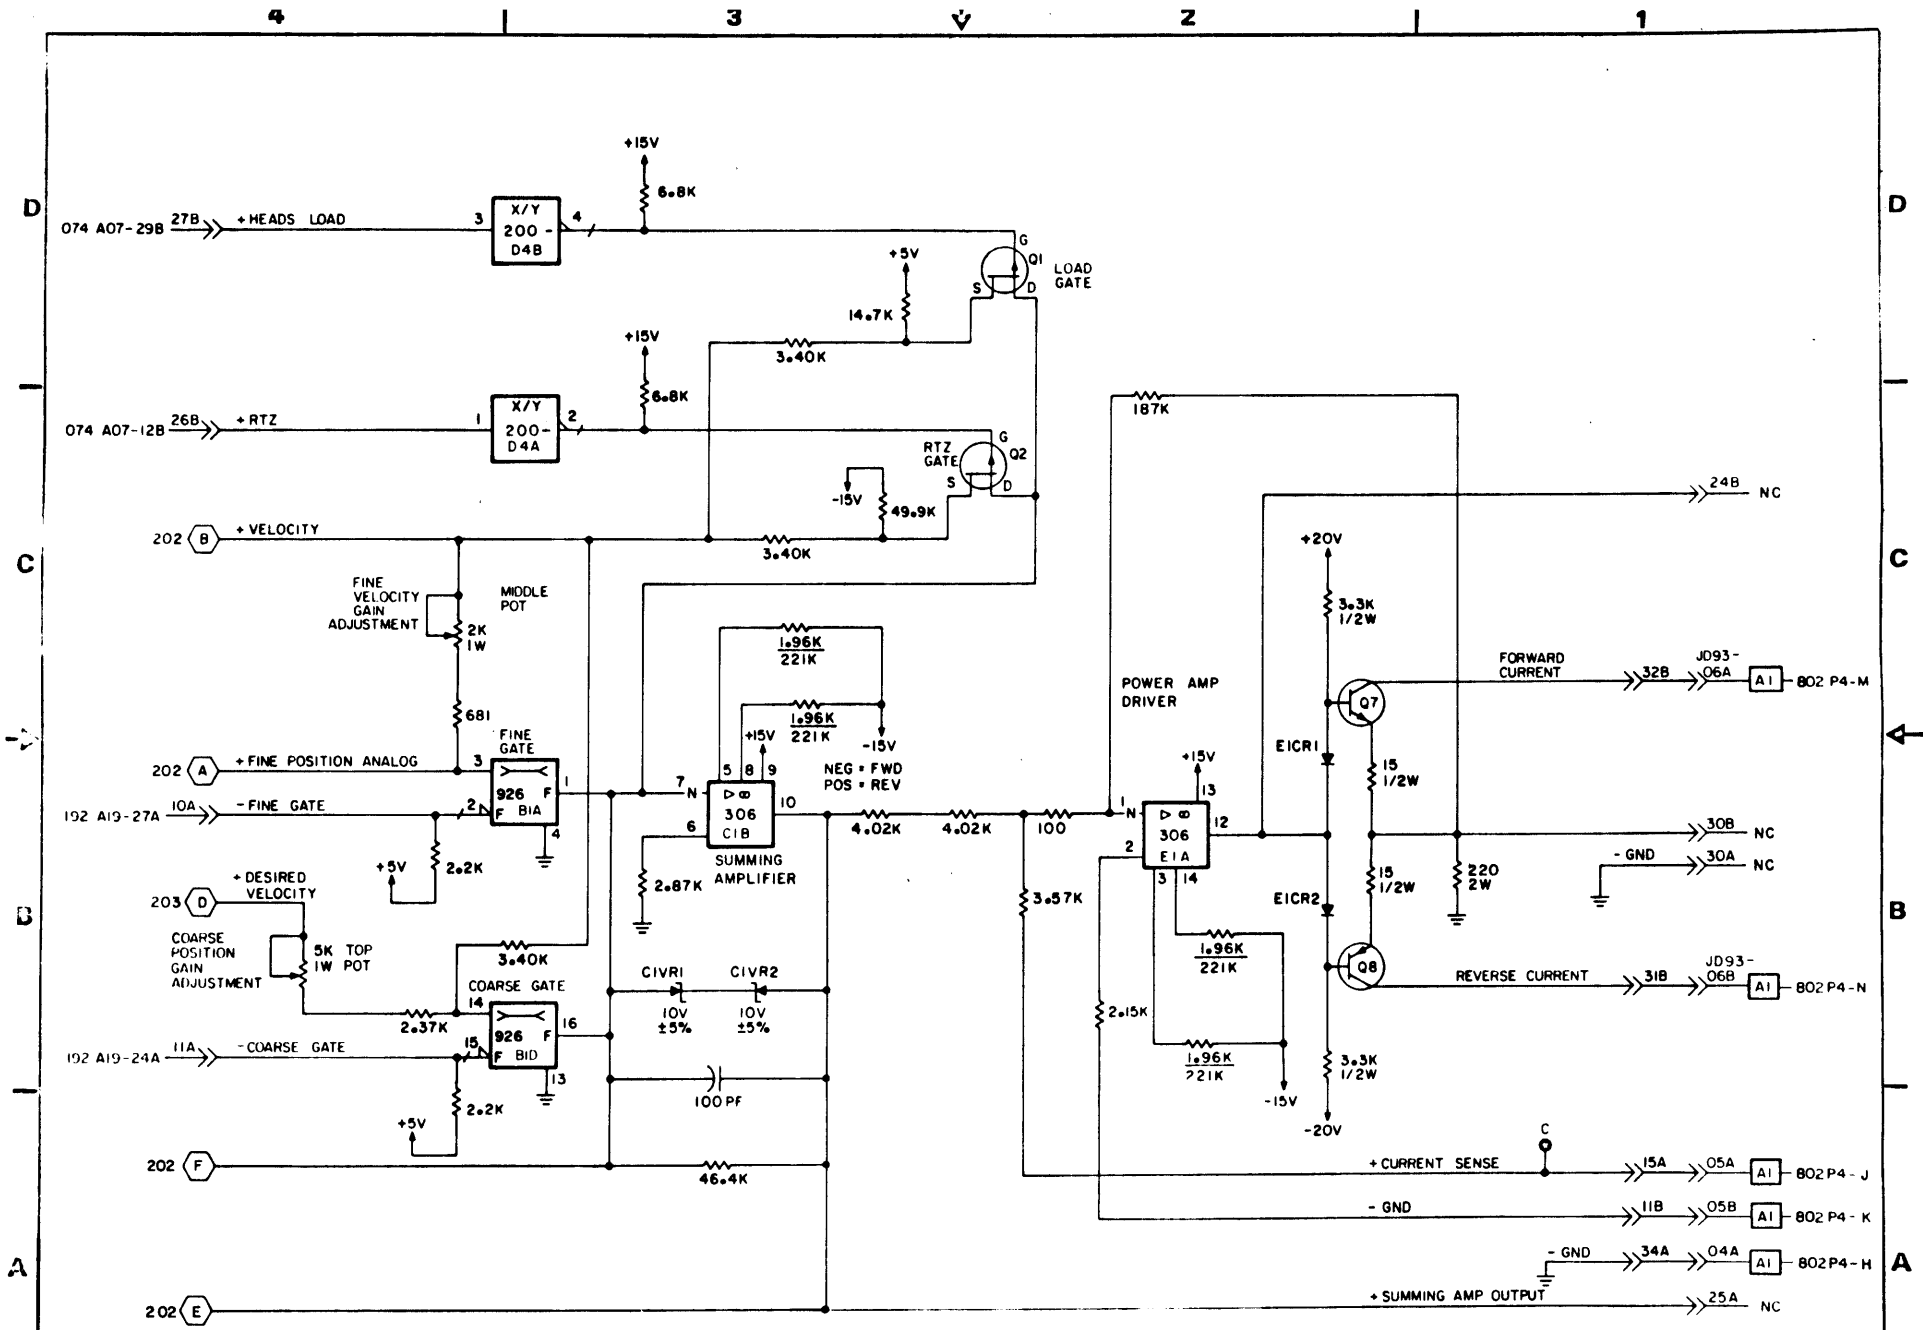 4 3 2 1
D D
+15V
6.8K
074 A07-29B 27B + HEADS LOAD 3 X/Y 200 - D4B 4
G
Q1
LOAD GATE
S D
+5V
14.7K
3.40K
+15V
6.8K
187K
074 A07-12B 26B + RTZ 1 X/Y 200 - D4A 2
G
Q2
RTZ GATE
S D
-15V
49.9K
24B NC
202 B + VELOCITY
3.40K
+20V
C C
FINE VELOCITY GAIN ADJUSTMENT
MIDDLE POT
2K 1W
3.3K 1/2W
1.96K
221K
FORWARD CURRENT 32B JD93-06A A1 802 P4-M
POWER AMP DRIVER
681
1.96K
221K
Q7
FINE GATE
+15V
-15V
NEG = FWD
POS = REV
E1CR1
+15V
15 1/2W
202 A + FINE POSITION ANALOG 3 926 F B1A 1
5 8 9
7 N ▷ ∞ 306 C1B 10
6
13
192 A19-27A 10A - FINE GATE 2 F
4
4.02K 4.02K 100
1 N ▷ ∞ 306 E1A 12
2
3 14
30B NC
- GND 30A NC
SUMMING AMPLIFIER
+5V
2.2K
2.87K
3.57K
15 1/2W
220 2W
E1CR2
+ DESIRED VELOCITY
203 D
B B
COARSE POSITION GAIN ADJUSTMENT
5K 1W
TOP POT
3.40K
1.96K
221K
Q8
C1VR1 C1VR2
10V ±5% 10V ±5%
COARSE GATE
REVERSE CURRENT 31B JD93-06B A1 802 P4-N
2.37K
14 926 F B1D 16
2.15K
192 A19-24A 11A - COARSE GATE 15 F
13
1.96K
221K
3.3K 1/2W
2.2K
100 PF
-15V
+5V
-20V
C
202 F
46.4K
+ CURRENT SENSE 15A 05A A1 802 P4-J
- GND 11B 05B A1 802 P4-K
- GND 34A 04A A1 802 P4-H
A A
202 E + SUMMING AMP OUTPUT 25A NC